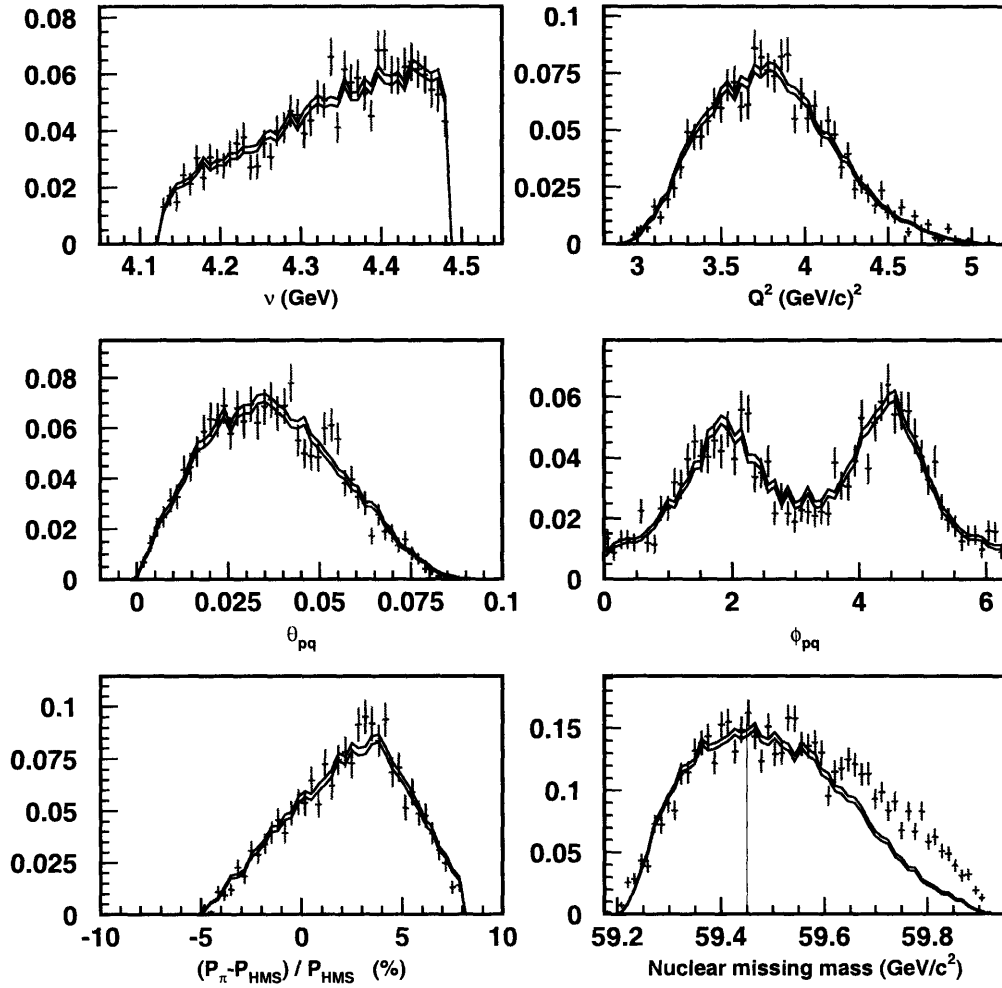 0.08
0.06
0.04
0.02
0
4.1 4.2 4.3 4.4 4.5
ν (GeV)
0.1
0.075
0.05
0.025
0
3 3.5 4 4.5 5
Q² (GeV/c)²
0.08
0.06
0.04
0.02
0
0 0.025 0.05 0.075 0.1
θpq
0.06
0.04
0.02
0
0 2 4 6
ϕpq
0.1
0.075
0.05
0.025
0
-10 -5 0 5 10
(Pπ-PHMS) / PHMS (%)
0.15
0.1
0.05
0
59.2 59.4 59.6 59.8
Nuclear missing mass (GeV/c²)